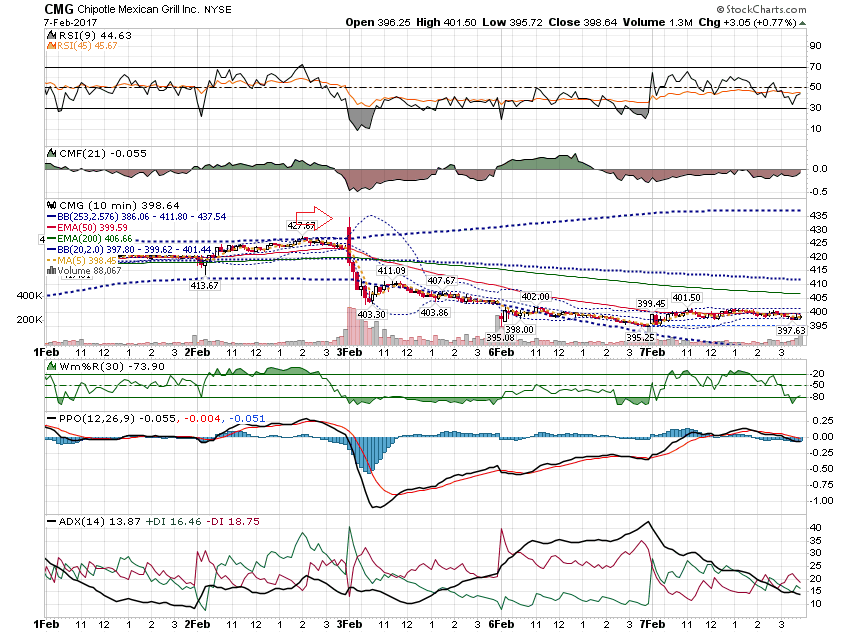 CMG Chipotle Mexican Grill Inc. NYSE © StockCharts.com
7-Feb-2017 Open 396.25 High 401.50 Low 395.72 Close 398.64 Volume 1.3M Chg +3.05 (+0.77%)
RSI(9) 44.63
RSI(45) 45.67
90
70
50
30
10
CMF(21) -0.055
0.0
-0.5
CMG (10 min) 398.64
BB(253,2.576) 386.06 - 411.80 - 437.54
EMA(50) 399.59
EMA(200) 406.66
BB(20,2.0) 397.80 - 399.62 - 401.44
MA(5) 398.45
Volume 88,067
4
435
430
425
420
415
410
405
400
395
400K
200K
427.67
413.67
411.09
403.30
407.67
403.86
402.00
398.00
395.08
399.45
395.25
401.50
397.63
1Feb 11 12 1 2 3 2Feb 11 12 1 2 3 3Feb 11 12 1 2 3 6Feb 11 12 1 2 3 7Feb 11 12 1 2 3
Wm%R(30) -73.90
-20
-50
-80
PPO(12,26,9) -0.055, -0.004, -0.051
0.25
0.00
-0.25
-0.50
-0.75
-1.00
ADX(14) 13.87 +DI 16.46 -DI 18.75
40
35
30
25
20
15
10
1Feb 11 12 1 2 3 2Feb 11 12 1 2 3 3Feb 11 12 1 2 3 6Feb 11 12 1 2 3 7Feb 11 12 1 2 3